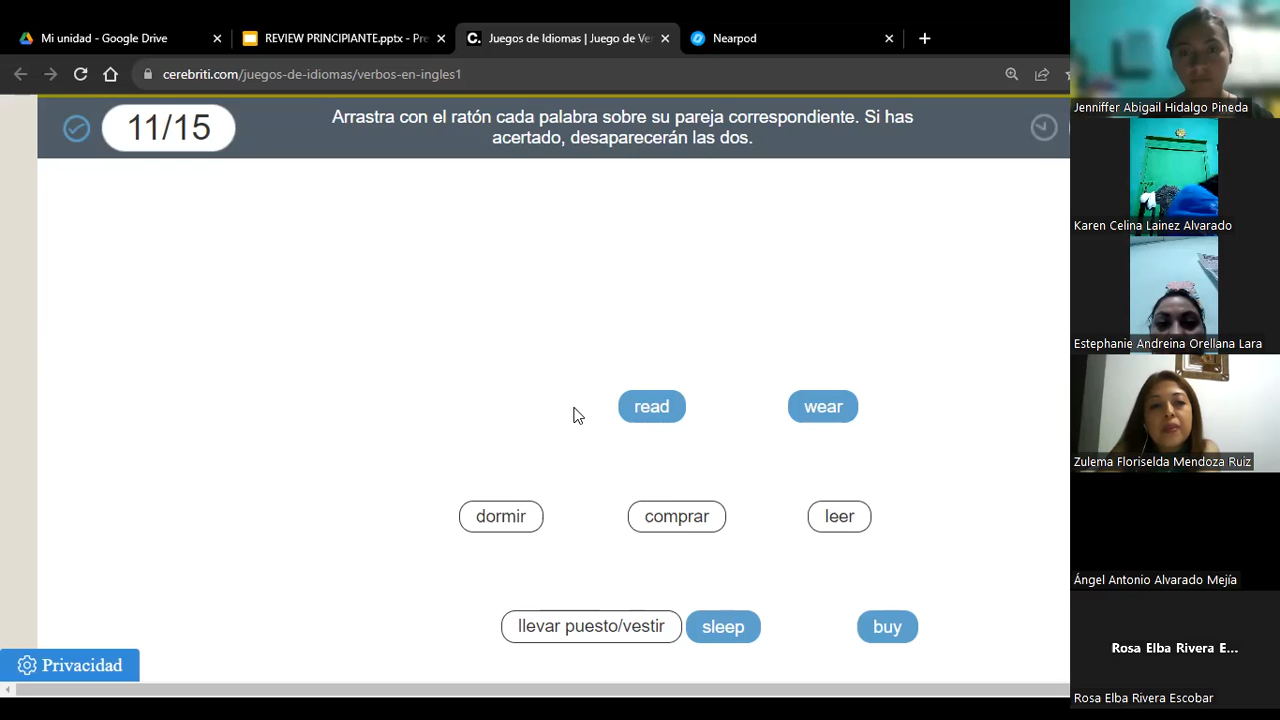 Mi unidad - Google Drive
REVIEW PRINCIPIANTE.pptx - Pre
Juegos de Idiomas | Juego de Ve
Nearpod
cerebriti.com/juegos-de-idiomas/verbos-en-ingles1
11/15
Arrastra con el ratón cada palabra sobre su pareja correspondiente. Si has
acertado, desaparecerán las dos.
read
wear
dormir
comprar
leer
llevar puesto/vestir
sleep
buy
Privacidad
Jenniffer Abigail Hidalgo Pineda
Karen Celina Lainez Alvarado
Estephanie Andreina Orellana Lara
Zulema Floriselda Mendoza Ruiz
Ángel Antonio Alvarado Mejía
Rosa Elba Rivera E...
Rosa Elba Rivera Escobar